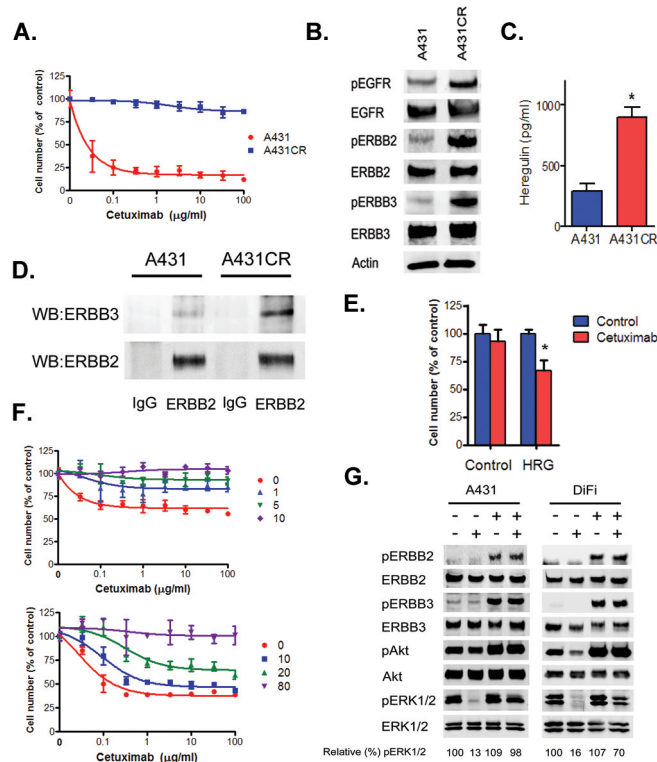 A.
Cell number (% of control)
125
100
75
50
25
0
0 0.1 1 10 100
Cetuximab (μg/ml)
A431
A431CR
B.
A431
A431CR
pEGFR
EGFR
pERBB2
ERBB2
pERBB3
ERBB3
Actin
C.
Heregulin (pg/ml)
1000
500
0
A431 A431CR
*
D.
A431 A431CR
WB:ERBB3
WB:ERBB2
IgG ERBB2 IgG ERBB2
E.
Cell number (% of control)
125
100
75
50
25
0
Control HRG
*
Control
Cetuximab
F.
Cell number (% of control)
125
100
75
50
25
0
0 0.1 1 10 100
Cetuximab (μg/ml)
0
1
5
10
Cell number (% of control)
125
100
75
50
25
0
0 0.1 1 10 100
Cetuximab (μg/ml)
0
10
20
80
G.
A431 DiFi
- - + + - - + +
- + - + - + - +
pERBB2
ERBB2
pERBB3
ERBB3
pAkt
Akt
pERK1/2
ERK1/2
Relative (%) pERK1/2 100 13 109 98 100 16 107 70